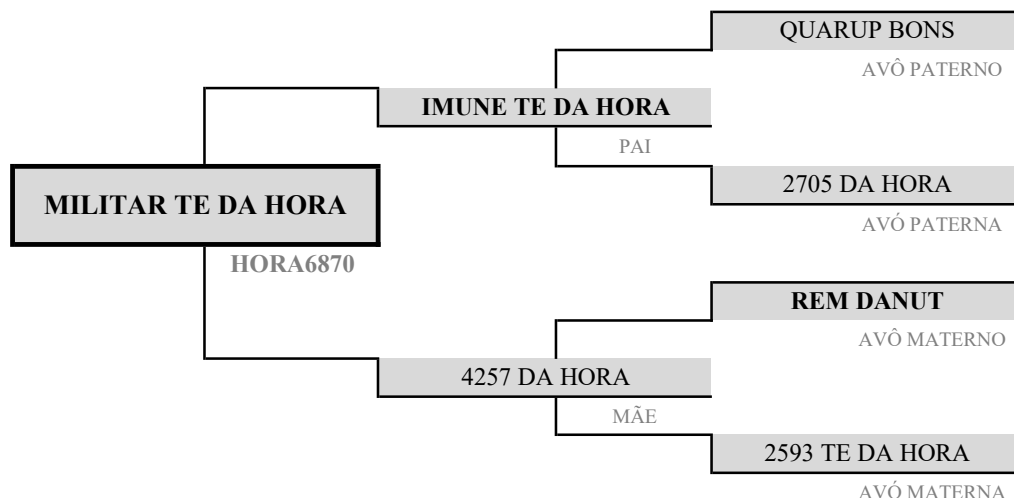 QUARUP BONS
AVÔ PATERNO
IMUNE TE DA HORA
PAI
2705 DA HORA
AVÓ PATERNA
MILITAR TE DA HORA
HORA6870
REM DANUT
AVÔ MATERNO
4257 DA HORA
MÃE
2593 TE DA HORA
AVÓ MATERNA